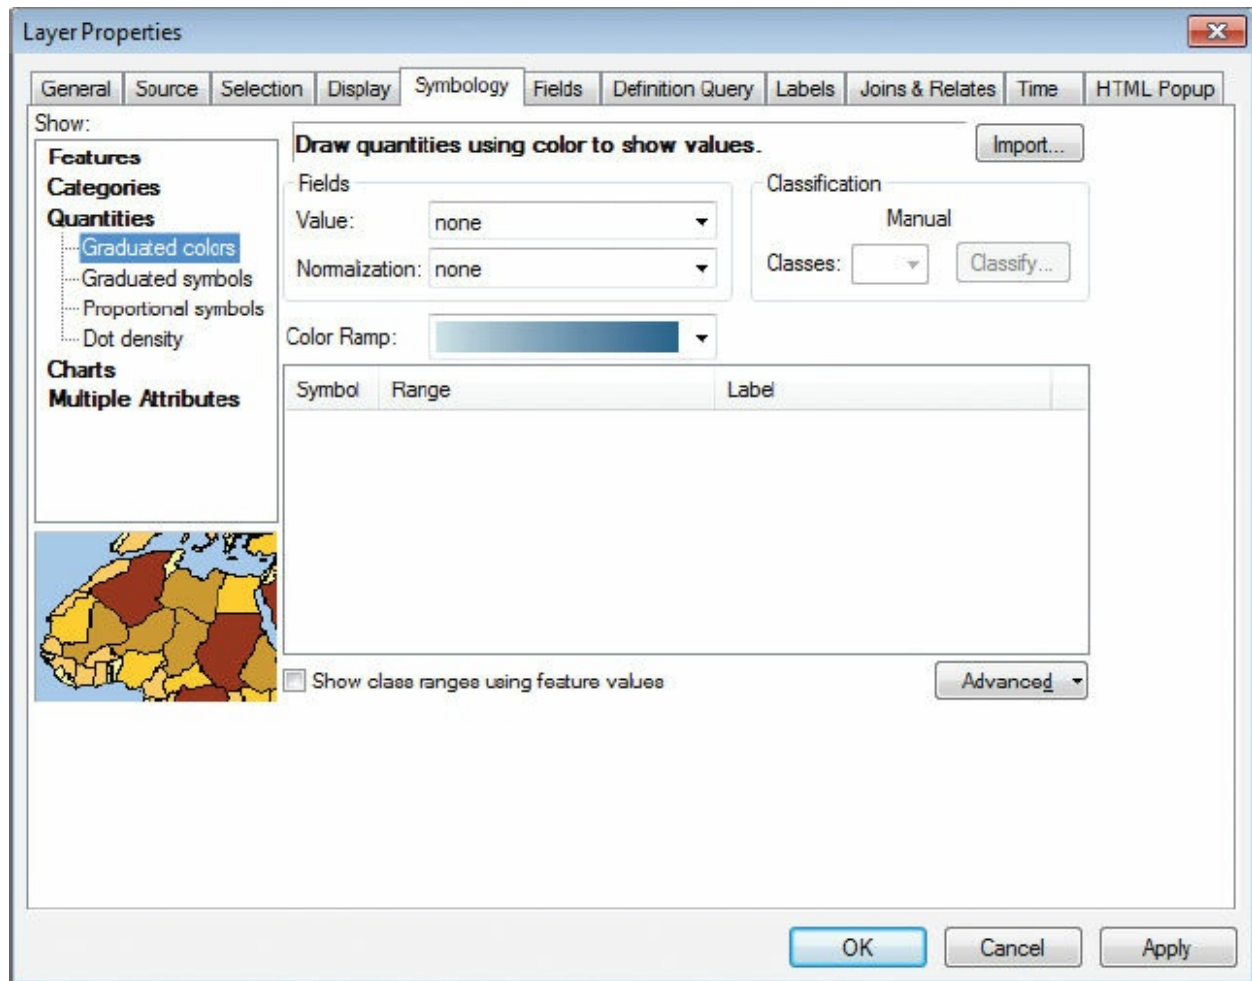 Layer Properties
General Source Selection Display Symbology Fields Definition Query Labels Joins & Relates Time HTML Popup
Show:
Features
Categories
Quantities
Graduated colors
Graduated symbols
Proportional symbols
Dot density
Charts
Multiple Attributes
Draw quantities using color to show values.
Import...
Fields
Value: none
Normalization: none
Classification
Manual
Classes:
Classify...
Color Ramp:
Symbol Range Label
Show class ranges using feature values
Advanced
OK Cancel Apply